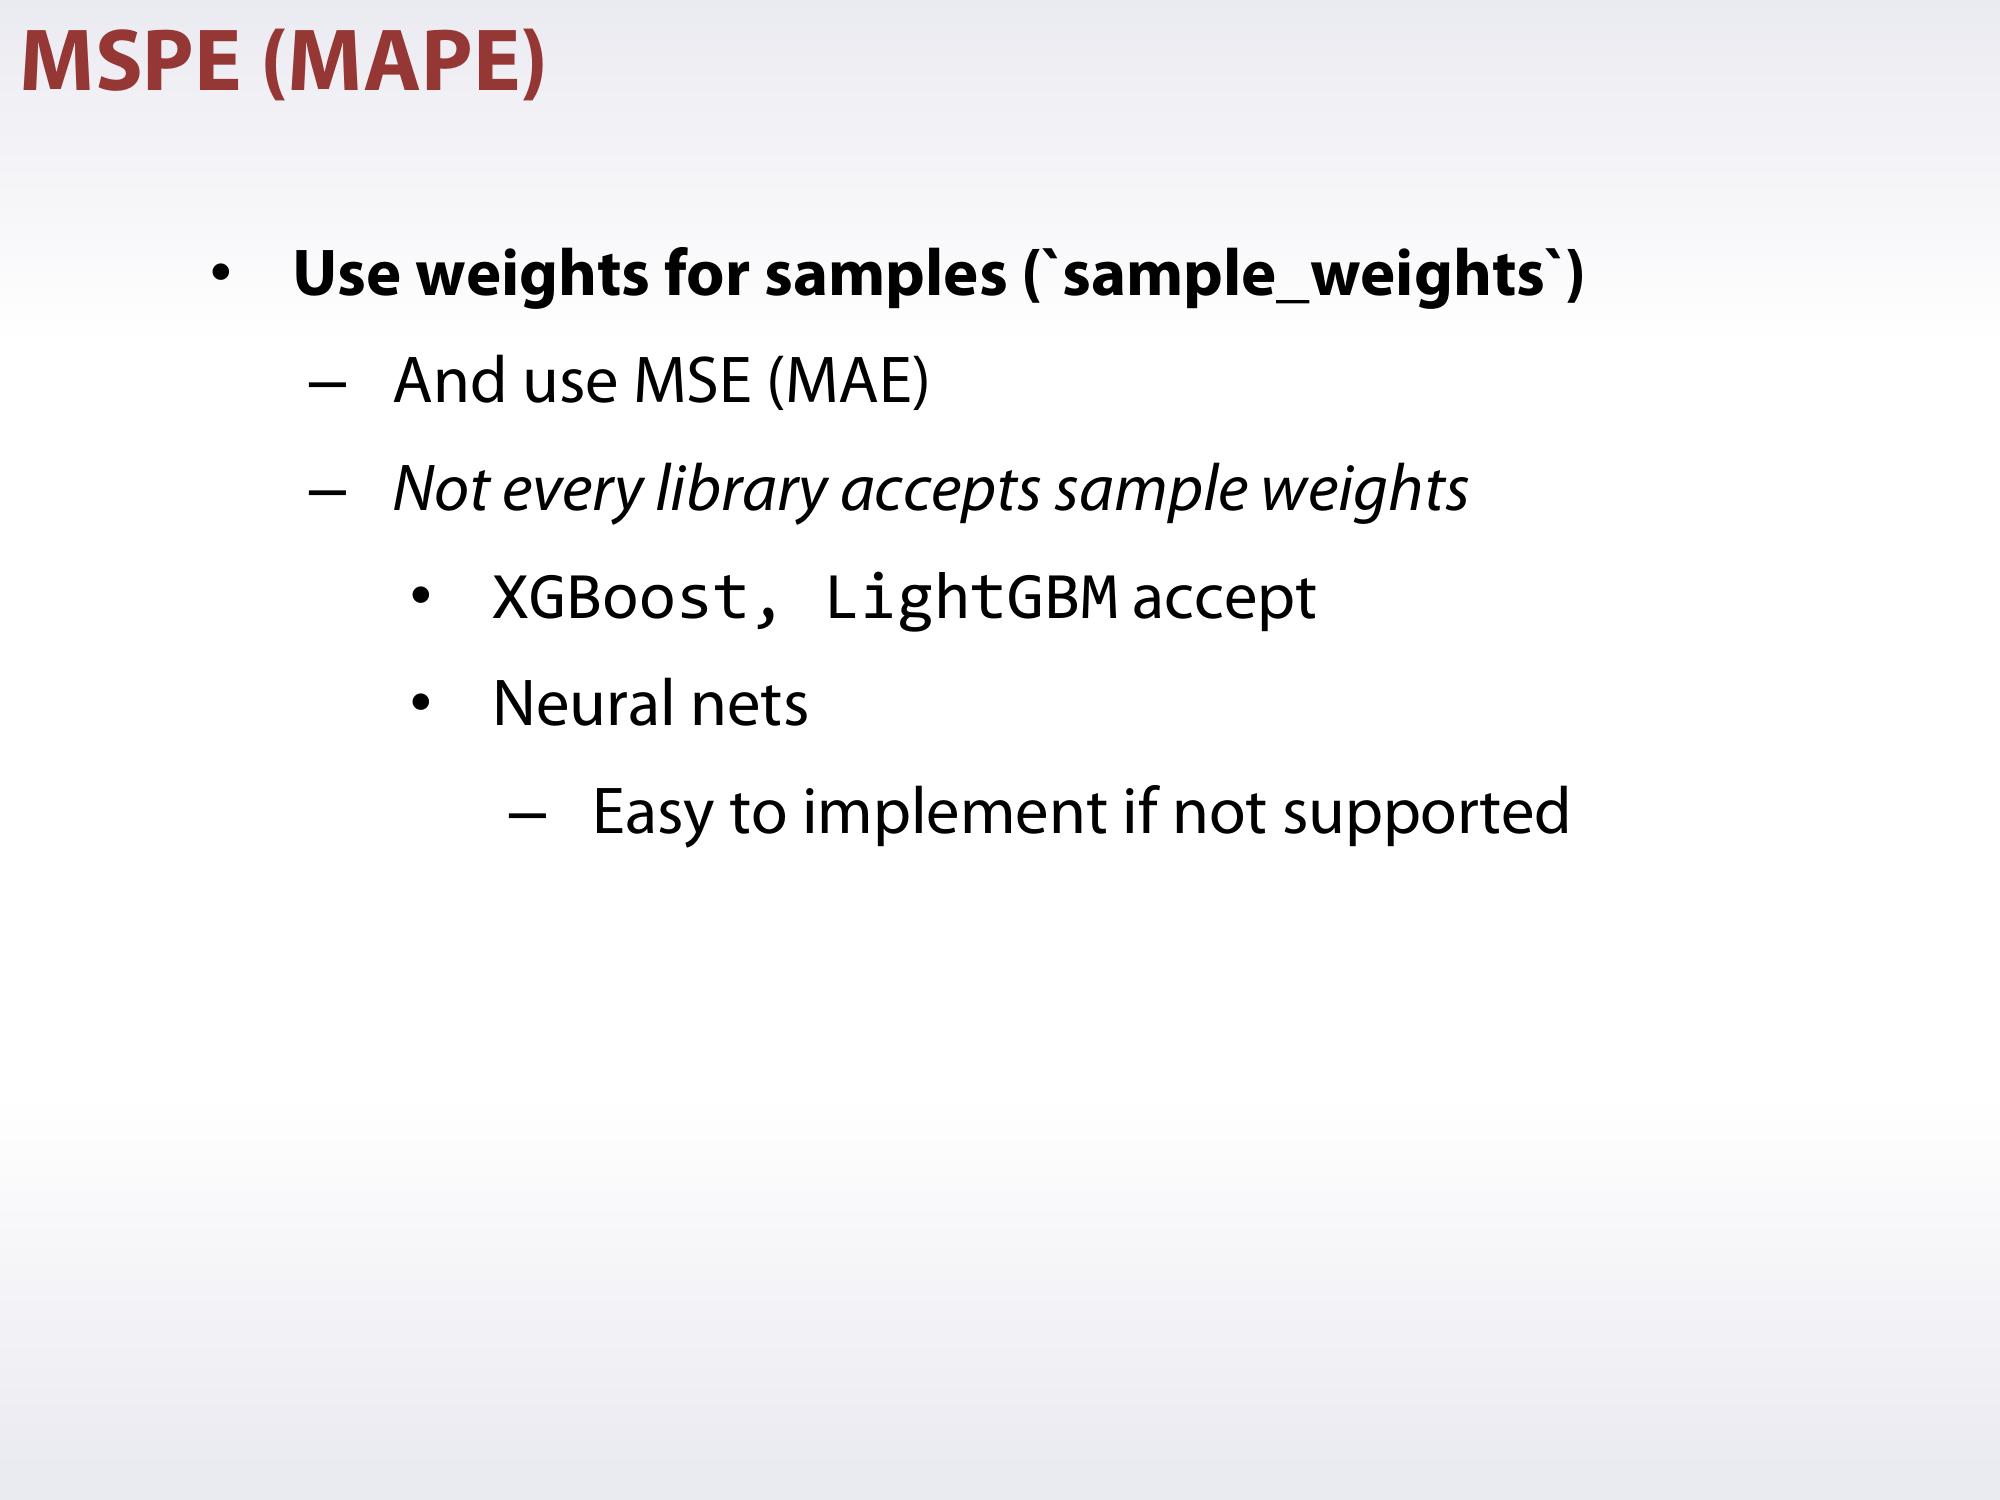 MSPE (MAPE)
• Use weights for samples (`sample_weights`)
– And use MSE (MAE)
– Not every library accepts sample weights
• XGBoost, LightGBM accept
• Neural nets
– Easy to implement if not supported